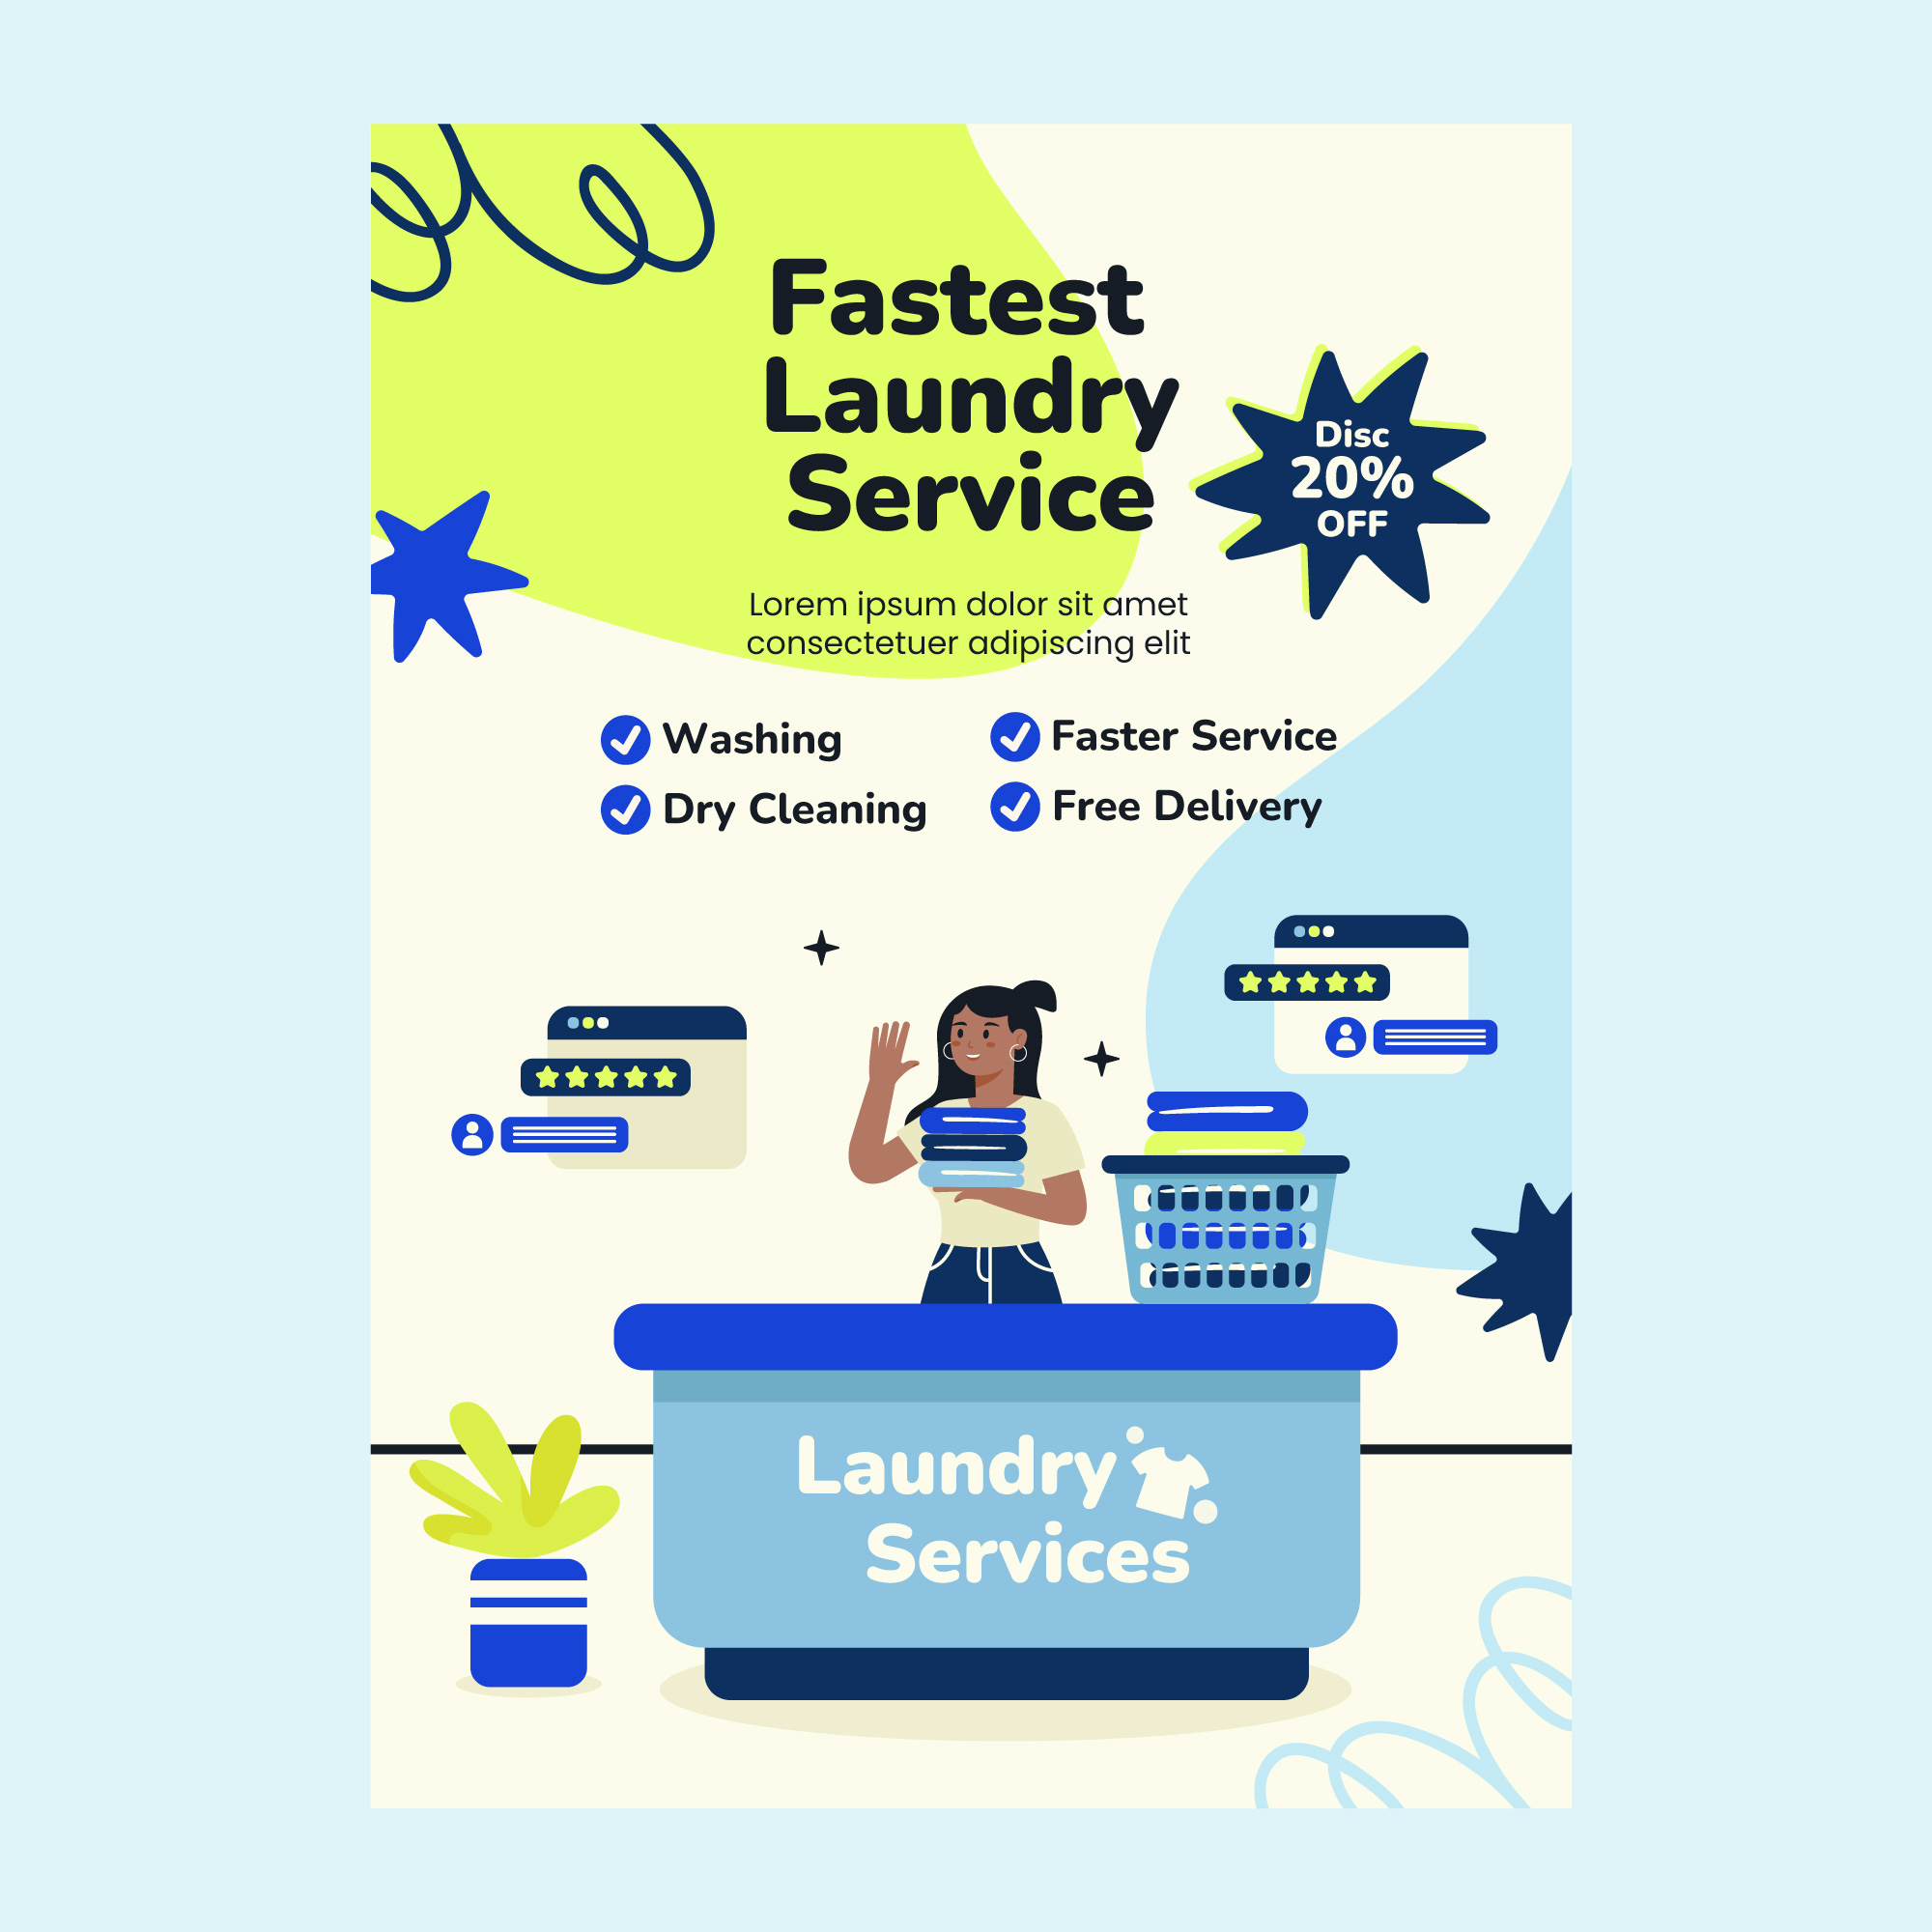 Fastest
Laundry
Service
Disc
20%
OFF
Lorem ipsum dolor sit amet
consectetuer adipiscing elit
Washing
Faster Service
Dry Cleaning
Free Delivery
Laundry
Services